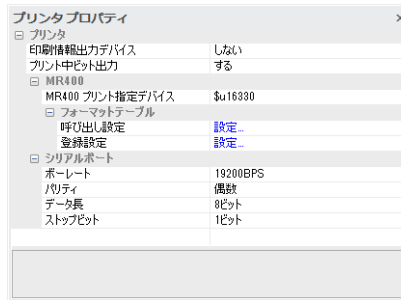 プリンタ プロパティ
プリンタ
印刷情報出力デバイス しない
プリント中ビット出力 する
MR400
MR400 プリント指定デバイス $u16330
フォーマットテーブル
呼び出し設定 設定...
登録設定 設定...
シリアルポート
ボーレート 19200BPS
パリティ 偶数
データ長 8ビット
ストップビット 1ビット